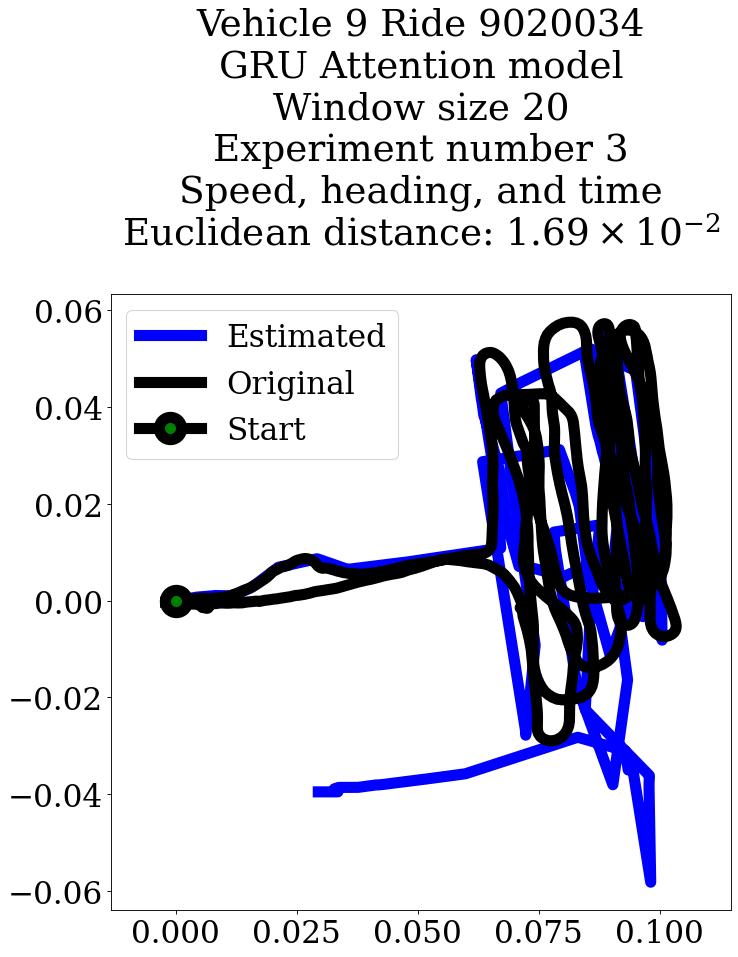 Vehicle 9 Ride 9020034
GRU Attention model
Window size 20
Experiment number 3
Speed, heading, and time
Euclidean distance: 1.69 × 10⁻²
Estimated
Original
Start
0.06
0.04
0.02
0.00
−0.02
−0.04
−0.06
0.000 0.025 0.050 0.075 0.100